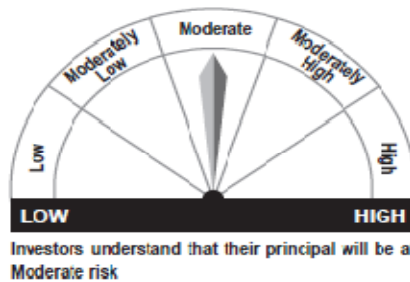 Moderate
Moderately
Low
Moderately
High
Low
High
LOW HIGH
Investors understand that their principal will be a
Moderate risk